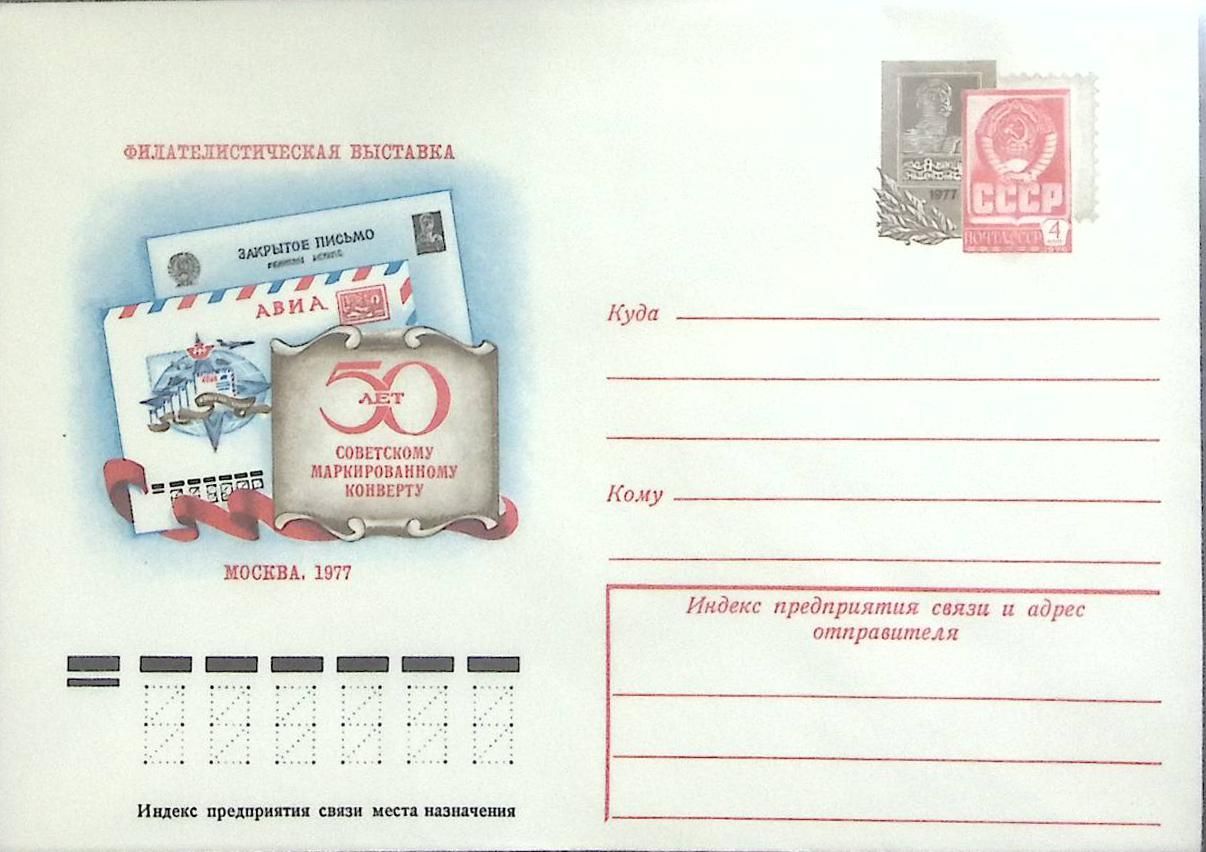 ФИЛАТЕЛИСТИЧЕСКАЯ ВЫСТАВКА
ЗАКРЫТОЕ ПИСЬМО
АВИА
50
ЛЕТ
СОВЕТСКОМУ
МАРКИРОВАННОМУ
КОНВЕРТУ
МОСКВА. 1977
Индекс предприятия связи места назначения
1977
СССР
ПОЧТА СССР
4
Куда
Кому
Индекс предприятия связи и адрес
отправителя